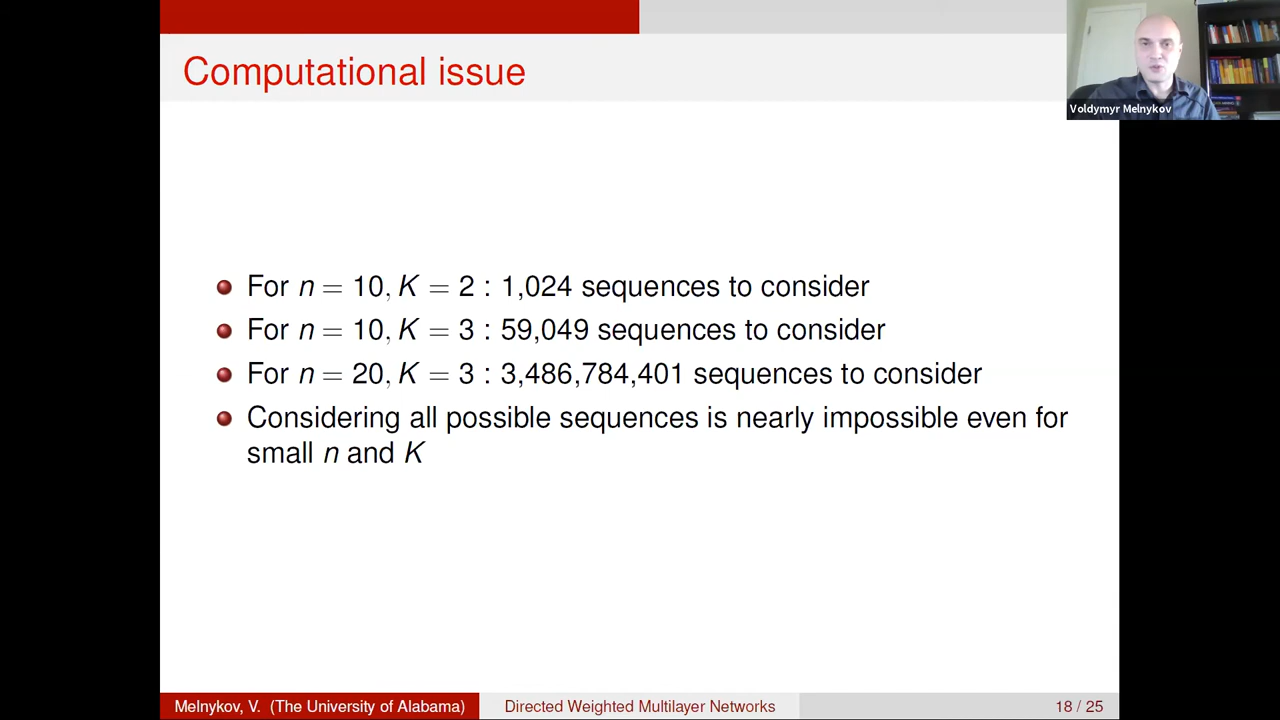 Computational issue
Voldymyr Melnykov
For n = 10, K = 2 : 1,024 sequences to consider
For n = 10, K = 3 : 59,049 sequences to consider
For n = 20, K = 3 : 3,486,784,401 sequences to consider
Considering all possible sequences is nearly impossible even for
small n and K
Melnykov, V. (The University of Alabama)
Directed Weighted Multilayer Networks
18 / 25